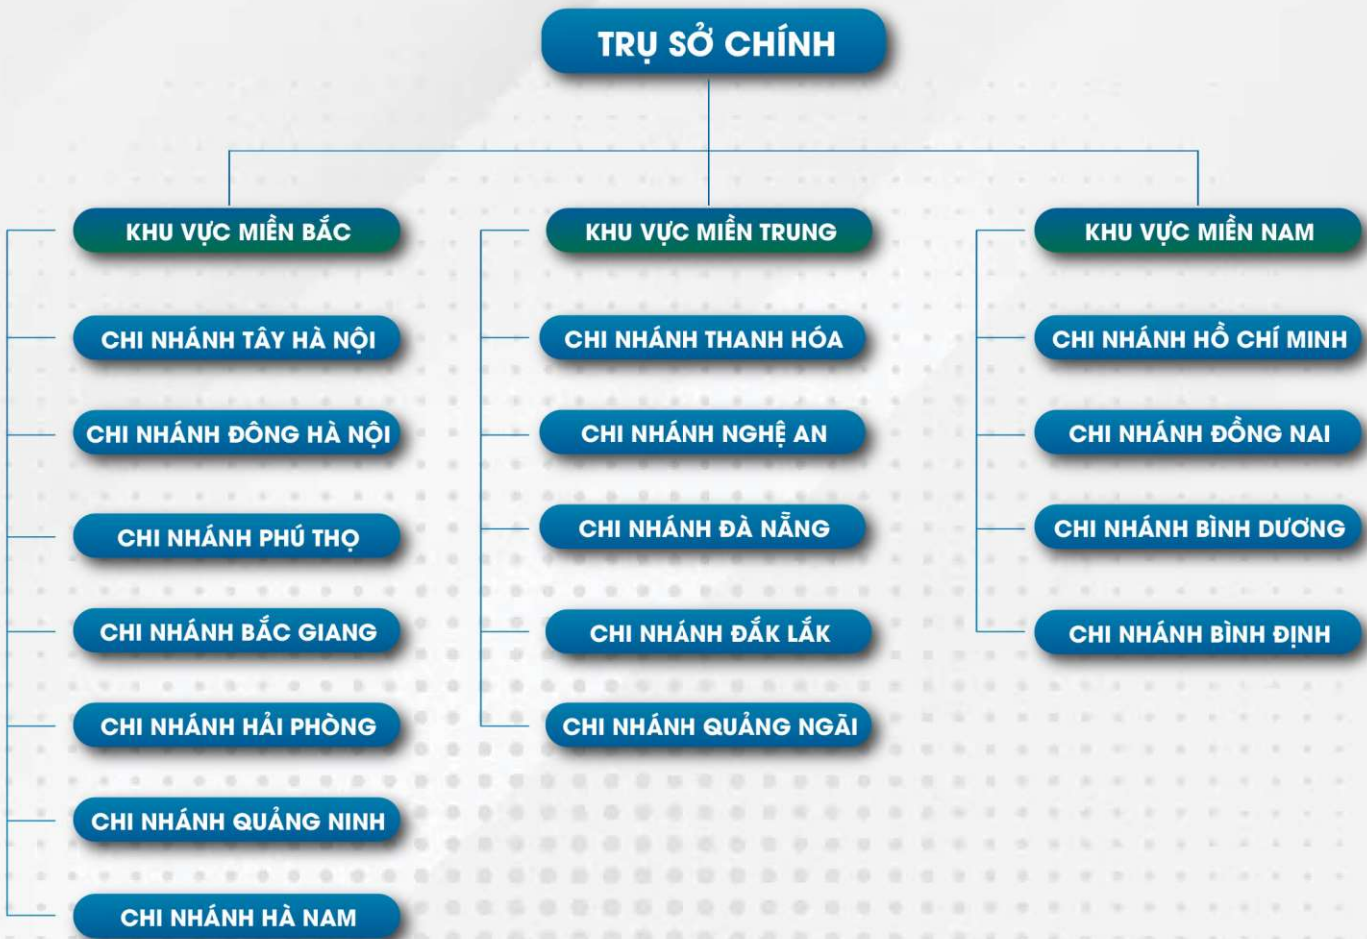 TRỤ SỞ CHÍNH
KHU VỰC MIỀN BẮC
CHI NHÁNH TÂY HÀ NỘI
CHI NHÁNH ĐÔNG HÀ NỘI
CHI NHÁNH PHÚ THỌ
CHI NHÁNH BẮC GIANG
CHI NHÁNH HẢI PHÒNG
CHI NHÁNH QUẢNG NINH
CHI NHÁNH HÀ NAM
KHU VỰC MIỀN TRUNG
CHI NHÁNH THANH HÓA
CHI NHÁNH NGHỆ AN
CHI NHÁNH ĐÀ NẴNG
CHI NHÁNH ĐẮK LẮK
CHI NHÁNH QUẢNG NGÃI
KHU VỰC MIỀN NAM
CHI NHÁNH HỒ CHÍ MINH
CHI NHÁNH ĐỒNG NAI
CHI NHÁNH BÌNH DƯƠNG
CHI NHÁNH BÌNH ĐỊNH